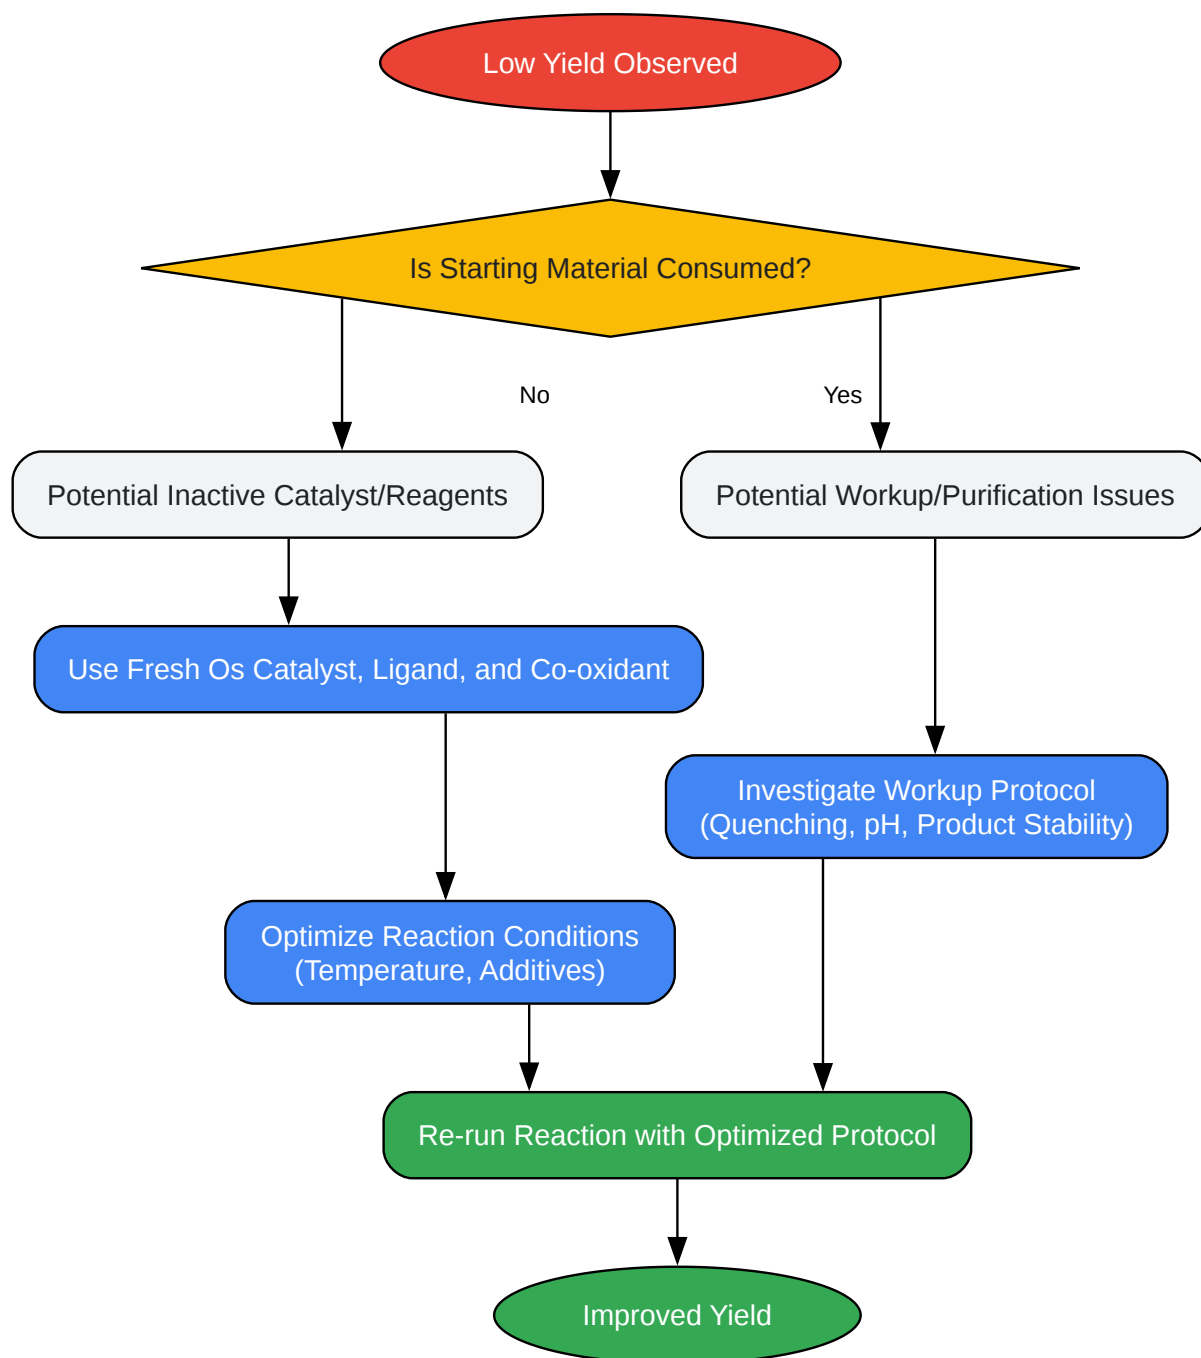 Low Yield Observed
Is Starting Material Consumed?
No
Yes
Potential Inactive Catalyst/Reagents
Potential Workup/Purification Issues
Use Fresh Os Catalyst, Ligand, and Co-oxidant
Investigate Workup Protocol
(Quenching, pH, Product Stability)
Optimize Reaction Conditions
(Temperature, Additives)
Re-run Reaction with Optimized Protocol
Improved Yield